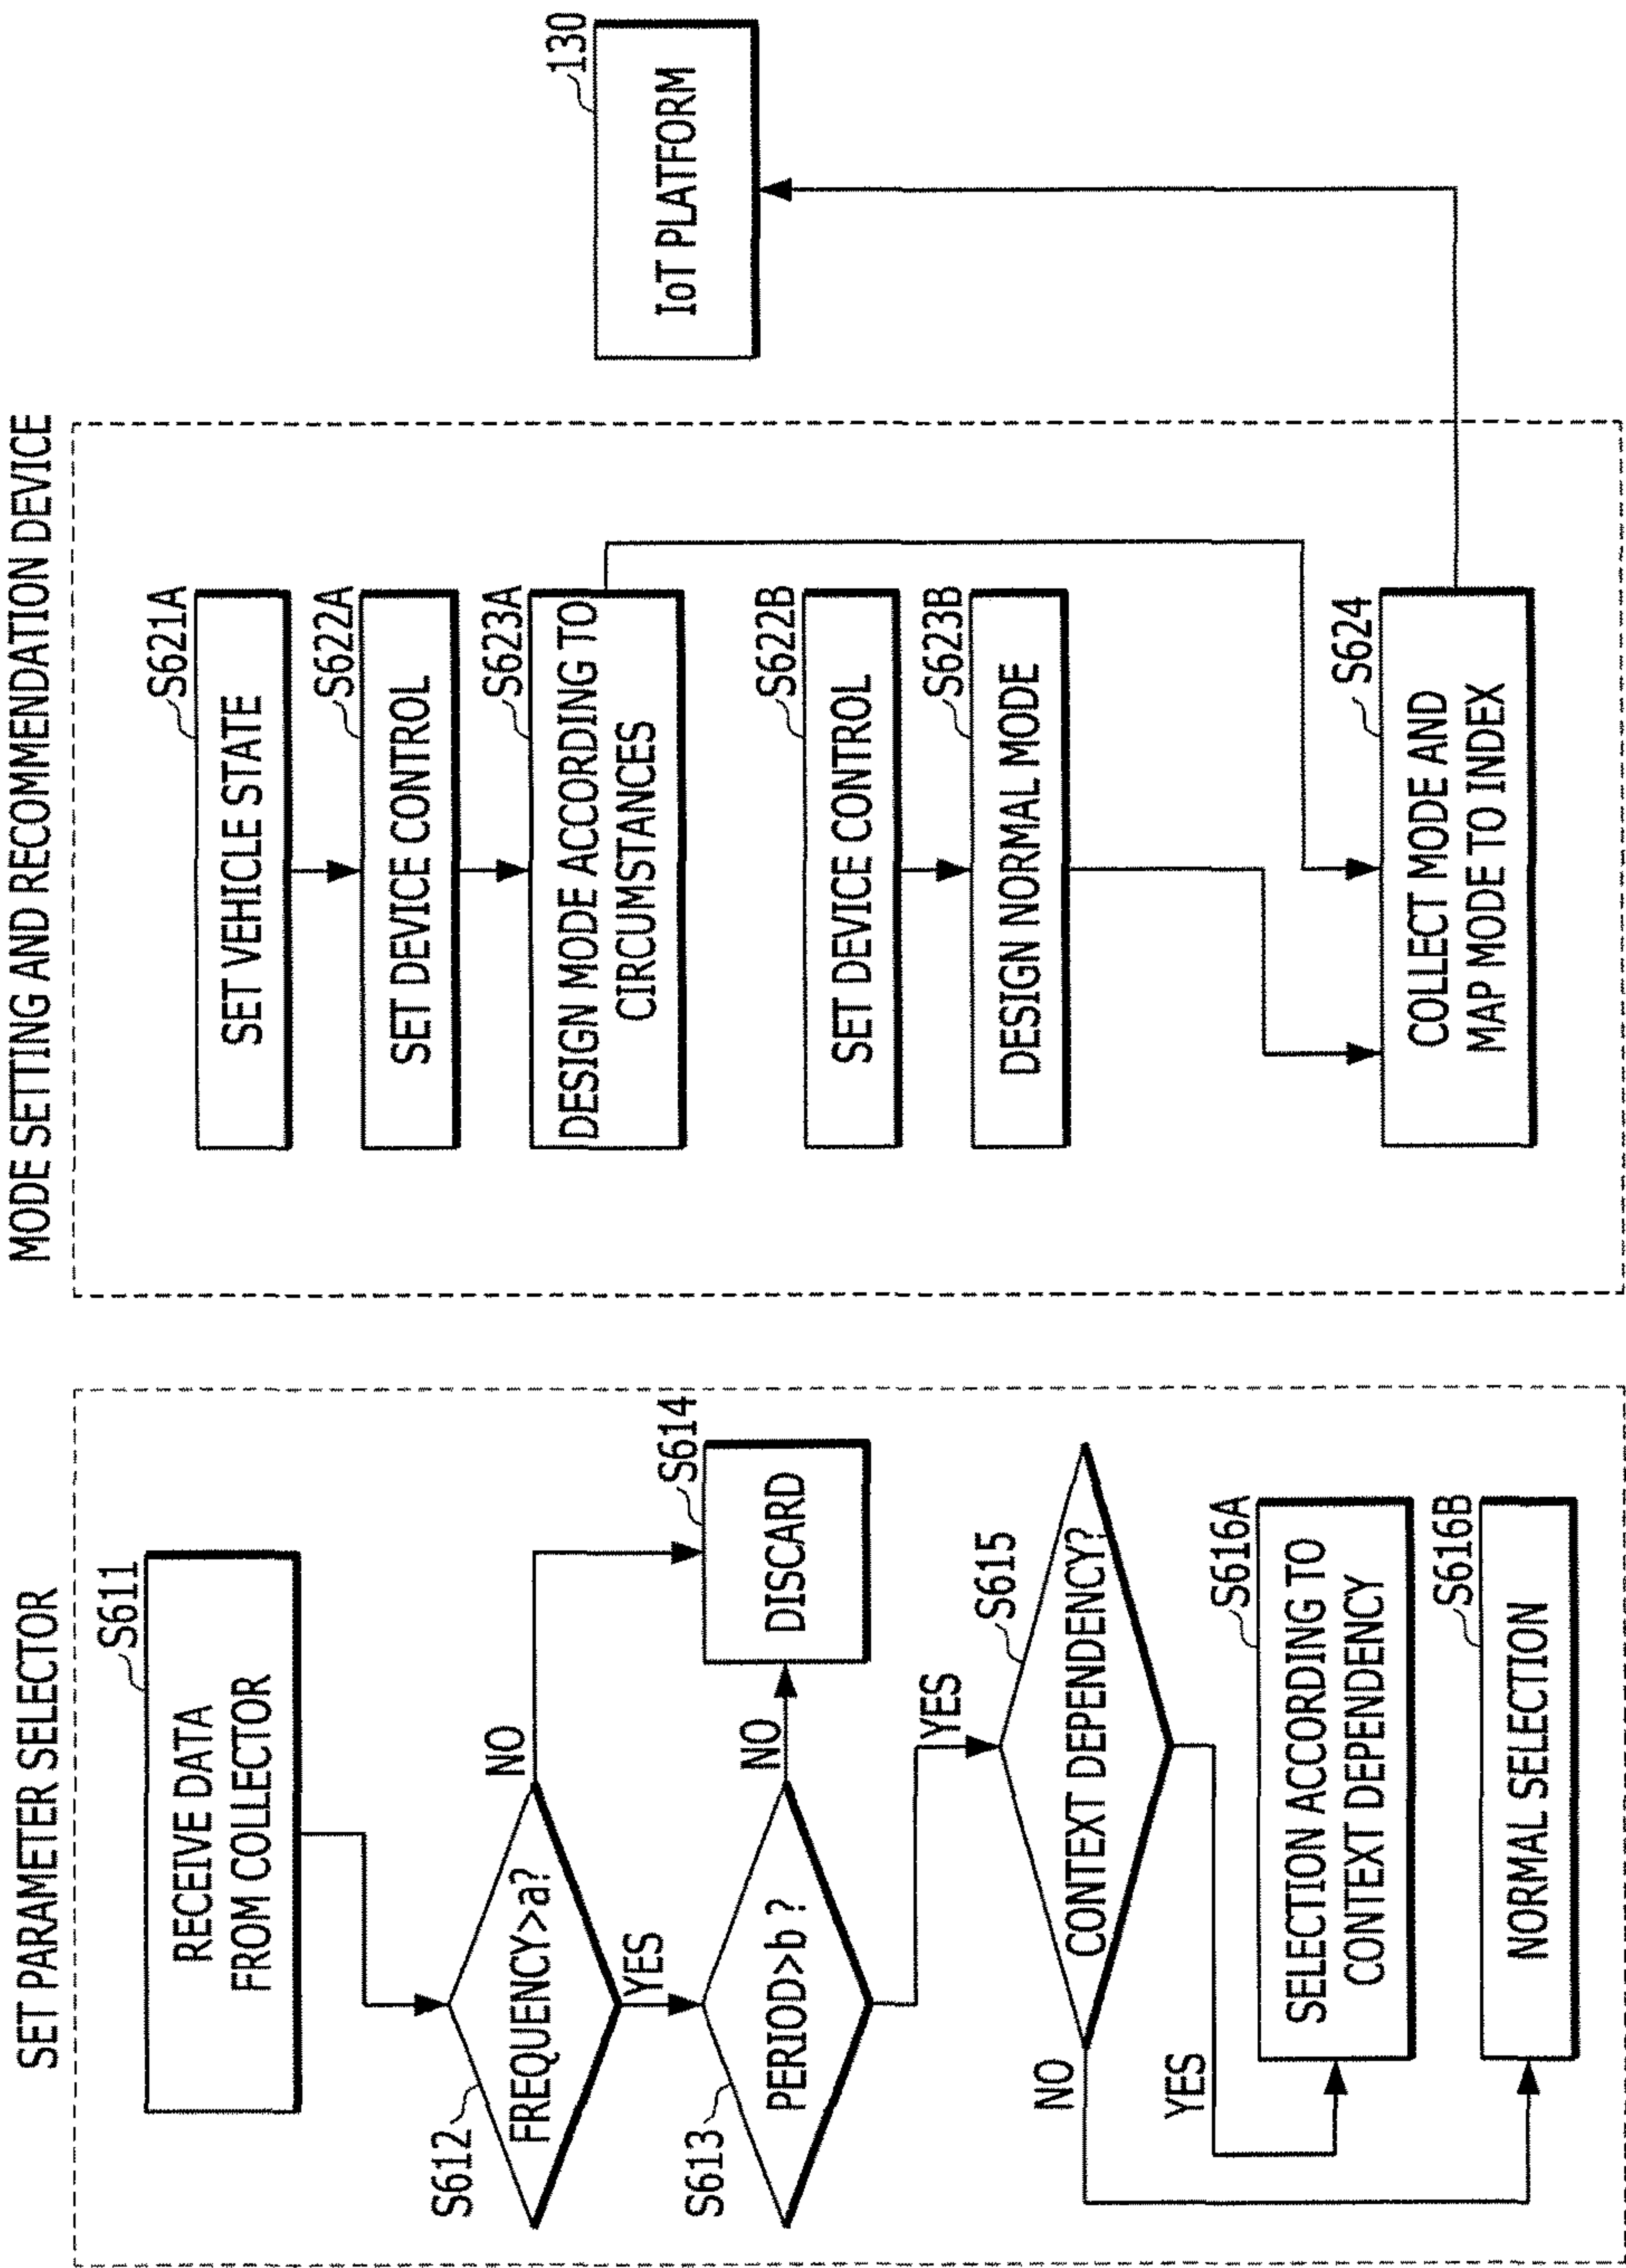 SET PARAMETER SELECTOR
S611
RECEIVE DATA
FROM COLLECTOR
S612
FREQUENCY>a?
NO
YES
S613
PERIOD>b ?
NO
S614
DISCARD
YES
S615
CONTEXT DEPENDENCY?
NO
YES
S616A
SELECTION ACCORDING TO
CONTEXT DEPENDENCY
S616B
NORMAL SELECTION
MODE SETTING AND RECOMMENDATION DEVICE
S621A
SET VEHICLE STATE
S622A
SET DEVICE CONTROL
S623A
DESIGN MODE ACCORDING TO
CIRCUMSTANCES
S622B
SET DEVICE CONTROL
S623B
DESIGN NORMAL MODE
S624
COLLECT MODE AND
MAP MODE TO INDEX
130
IoT PLATFORM